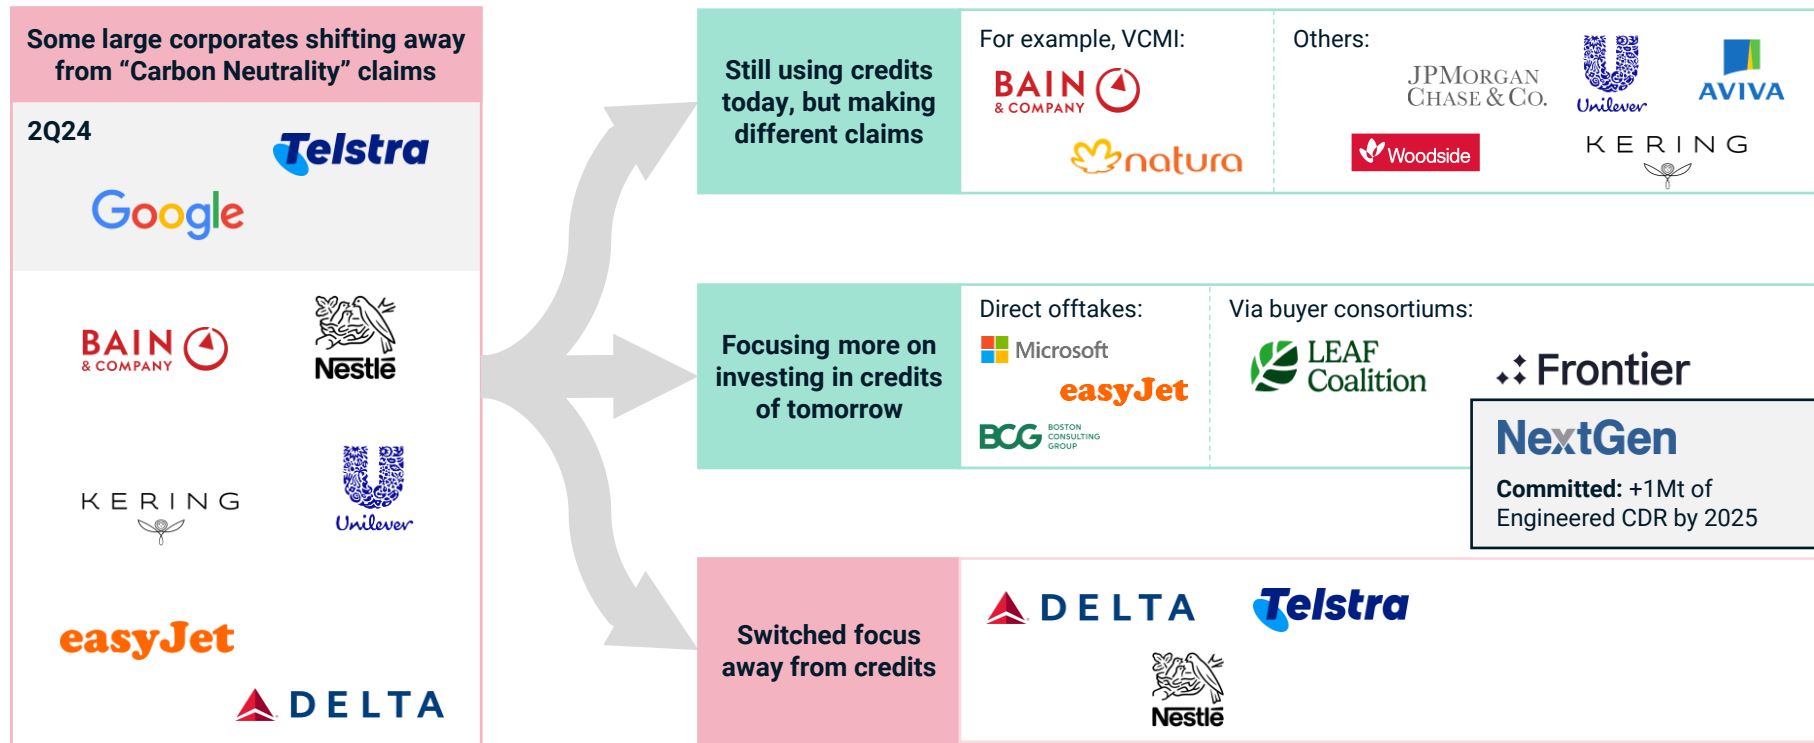 Some large corporates shifting away
from “Carbon Neutrality” claims
2Q24
Telstra
Google
BAIN
& COMPANY
Nestlé
KERING
Unilever
easyJet
DELTA
Still using credits
today, but making
different claims
For example, VCMI:
BAIN
& COMPANY
natura
Others:
JPMORGAN
CHASE & CO.
Unilever
AVIVA
Woodside
KERING
Focusing more on
investing in credits
of tomorrow
Direct offtakes:
Microsoft
easyJet
BCG
BOSTON
CONSULTING
GROUP
Via buyer consortiums:
LEAF
Coalition
Frontier
NextGen
Committed: +1Mt of
Engineered CDR by 2025
Switched focus
away from credits
DELTA
Telstra
Nestlé